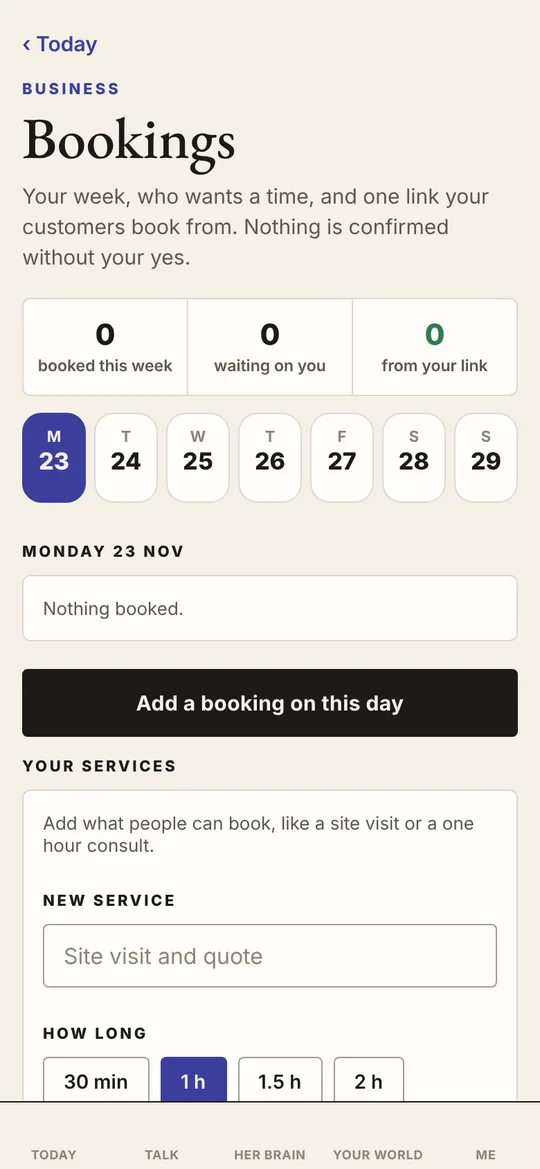 ‹ Today
BUSINESS
Bookings
Your week, who wants a time, and one link your
customers book from. Nothing is confirmed
without your yes.
0 0 0
booked this week waiting on you from your link
M T W T F S S
23 24 25 26 27 28 29
MONDAY 23 NOV
Nothing booked.
Add a booking on this day
YOUR SERVICES
Add what people can book, like a site visit or a one
hour consult.
NEW SERVICE
Site visit and quote
HOW LONG
30 min 1 h 1.5 h 2 h
TODAY TALK HER BRAIN YOUR WORLD ME